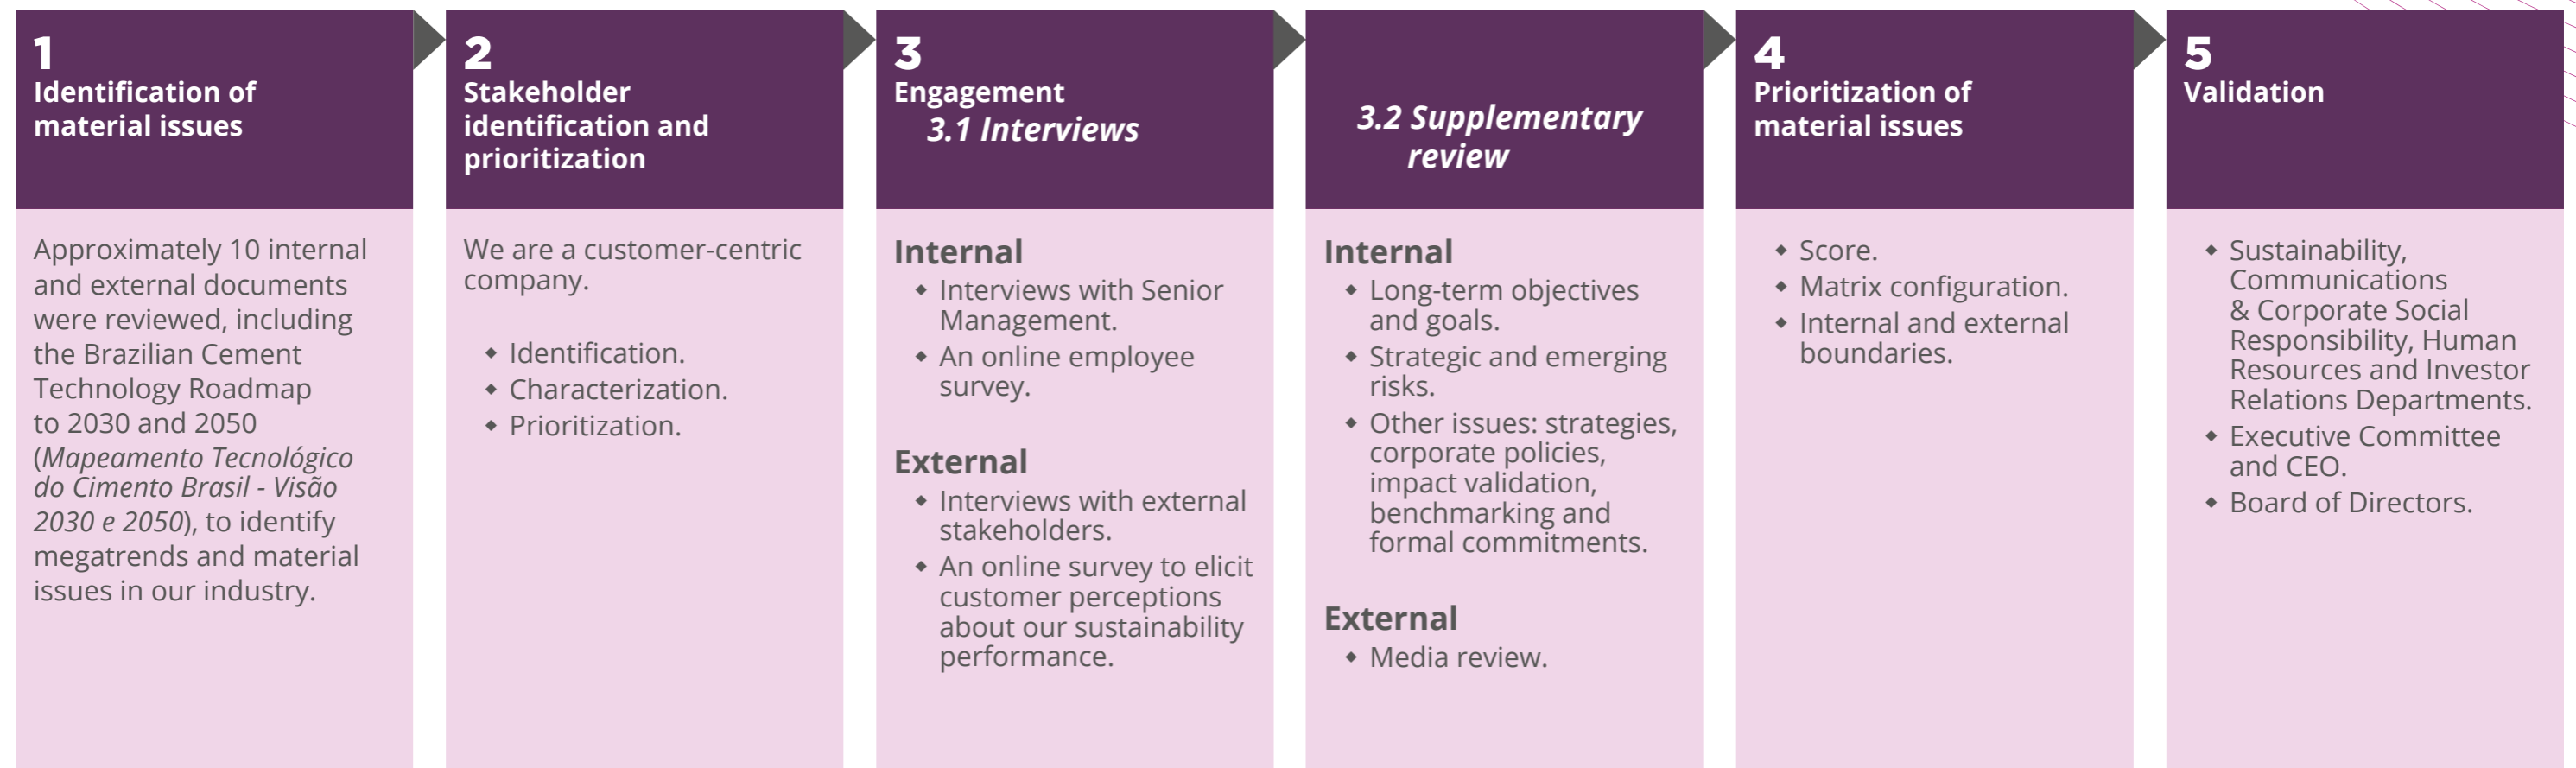 1
Identification of
material issues
Approximately 10 internal
and external documents
were reviewed, including
the Brazilian Cement
Technology Roadmap
to 2030 and 2050
(Mapeamento Tecnológico
do Cimento Brasil - Visão
2030 e 2050), to identify
megatrends and material
issues in our industry.
2
Stakeholder
identification and
prioritization
We are a customer-centric
company.
◆ Identification.
◆ Characterization.
◆ Prioritization.
3
Engagement
3.1 Interviews
Internal
◆ Interviews with Senior
Management.
◆ An online employee
survey.
External
◆ Interviews with external
stakeholders.
◆ An online survey to elicit
customer perceptions
about our sustainability
performance.
3.2 Supplementary
review
Internal
◆ Long-term objectives
and goals.
◆ Strategic and emerging
risks.
◆ Other issues: strategies,
corporate policies,
impact validation,
benchmarking and
formal commitments.
External
◆ Media review.
4
Prioritization of
material issues
◆ Score.
◆ Matrix configuration.
◆ Internal and external
boundaries.
5
Validation
◆ Sustainability,
Communications
& Corporate Social
Responsibility, Human
Resources and Investor
Relations Departments.
◆ Executive Committee
and CEO.
◆ Board of Directors.